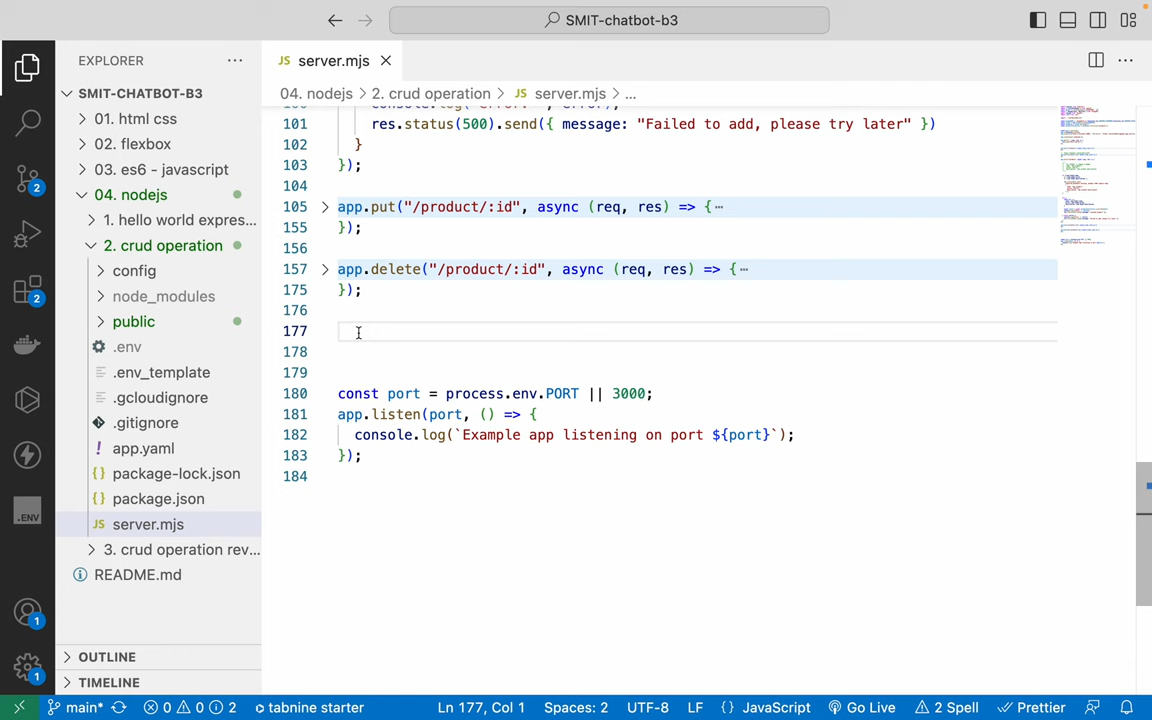 SMIT-chatbot-b3
EXPLORER
SMIT-CHATBOT-B3
01. html css
02. flexbox
03. es6 - javascript
04. nodejs
1. hello world expres...
2. crud operation
config
node_modules
public
.env
.env_template
.gcloudignore
.gitignore
app.yaml
package-lock.json
package.json
JS server.mjs
3. crud operation rev...
README.md
OUTLINE
TIMELINE
2
2
.ENV
1
1
JS server.mjs
04. nodejs > 2. crud operation > JS server.mjs > ...
101 res.status(500).send({ message: "Failed to add, please try later" })
102 }
103 });
104
105 app.put("/product/:id", async (req, res) => {⋯
155 });
156
157 app.delete("/product/:id", async (req, res) => {⋯
175 });
176
177
178
179
180 const port = process.env.PORT || 3000;
181 app.listen(port, () => {
182 console.log(`Example app listening on port ${port}`);
183 });
184
main* 0 0 2 tabnine starter Ln 177, Col 1 Spaces: 2 UTF-8 LF {} JavaScript Go Live 2 Spell Prettier